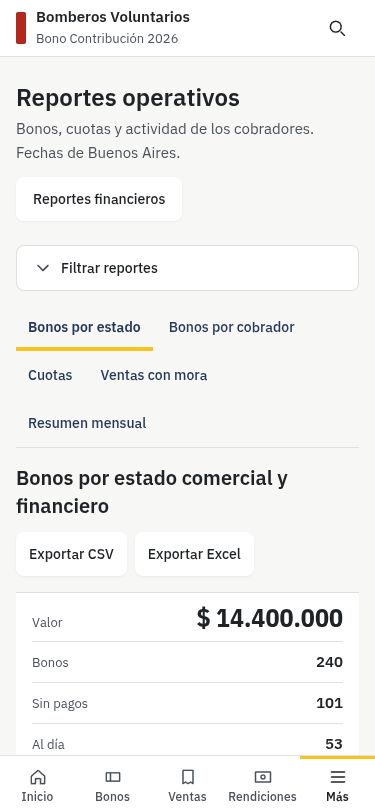 Bomberos Voluntarios
Bono Contribución 2026
Reportes operativos
Bonos, cuotas y actividad de los cobradores.
Fechas de Buenos Aires.
Reportes financieros
Filtrar reportes
Bonos por estado
Bonos por cobrador
Cuotas
Ventas con mora
Resumen mensual
Bonos por estado comercial y
financiero
Exportar CSV
Exportar Excel
Valor $ 14.400.000
Bonos 240
Sin pagos 101
Al día 53
Inicio
Bonos
Ventas
Rendiciones
Más